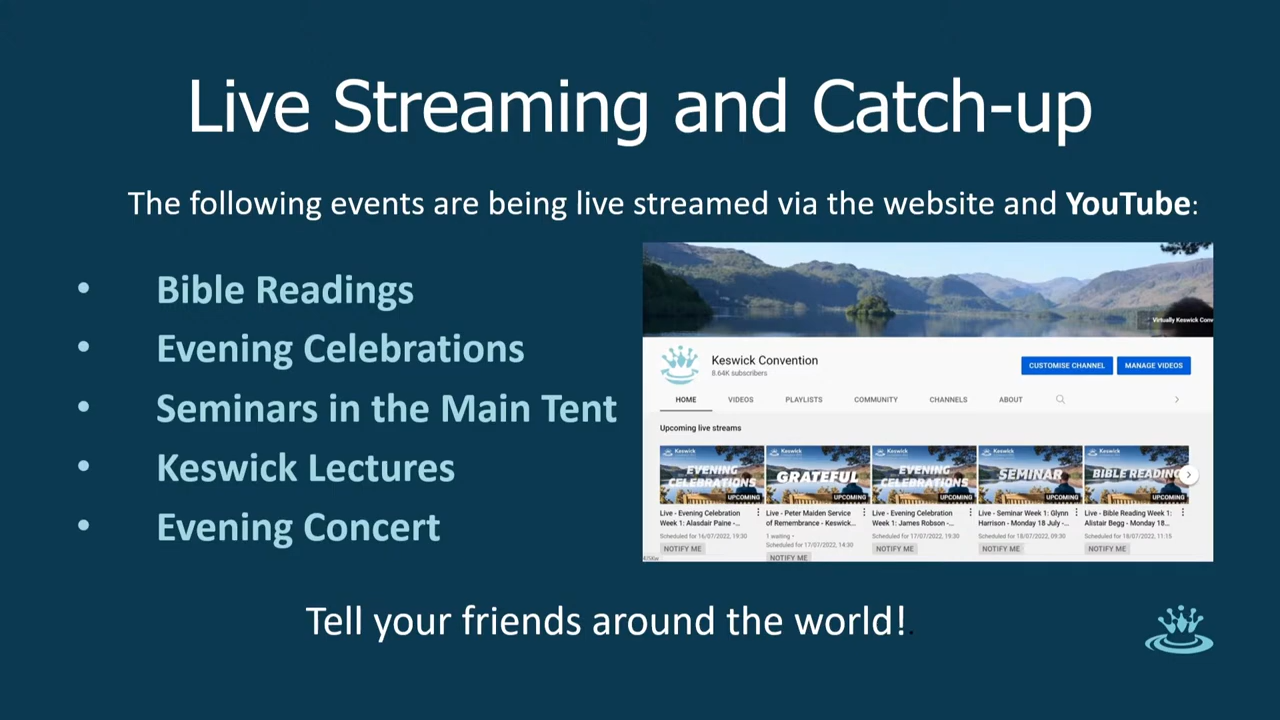 Live Streaming and Catch-up
The following events are being live streamed via the website and YouTube:
• Bible Readings
• Evening Celebrations
• Seminars in the Main Tent
• Keswick Lectures
• Evening Concert
Virtually Keswick Conv
Keswick Convention
8.64K subscribers
CUSTOMISE CHANNEL
MANAGE VIDEOS
HOME VIDEOS PLAYLISTS COMMUNITY CHANNELS ABOUT
Upcoming live streams
Keswick
EVENING CELEBRATIONS
UPCOMING
Live - Evening Celebration
Week 1: Alasdair Paine -...
Scheduled for 16/07/2022, 19:30
NOTIFY ME
Keswick
GRATEFUL
UPCOMING
Live - Peter Maiden Service
of Remembrance - Keswick...
1 waiting •
Scheduled for 17/07/2022, 14:30
NOTIFY ME
Keswick
EVENING CELEBRATIONS
UPCOMING
Live - Evening Celebration
Week 1: James Robson -...
Scheduled for 17/07/2022, 19:30
NOTIFY ME
Keswick
SEMINAR
UPCOMING
Live - Seminar Week 1: Glynn
Harrison - Monday 18 July -...
Scheduled for 18/07/2022, 09:30
NOTIFY ME
Keswick
BIBLE READING
UPCOMING
Live - Bible Reading Week 1:
Alistair Begg - Monday 18...
Scheduled for 18/07/2022, 11:15
NOTIFY ME
Tell your friends around the world!.